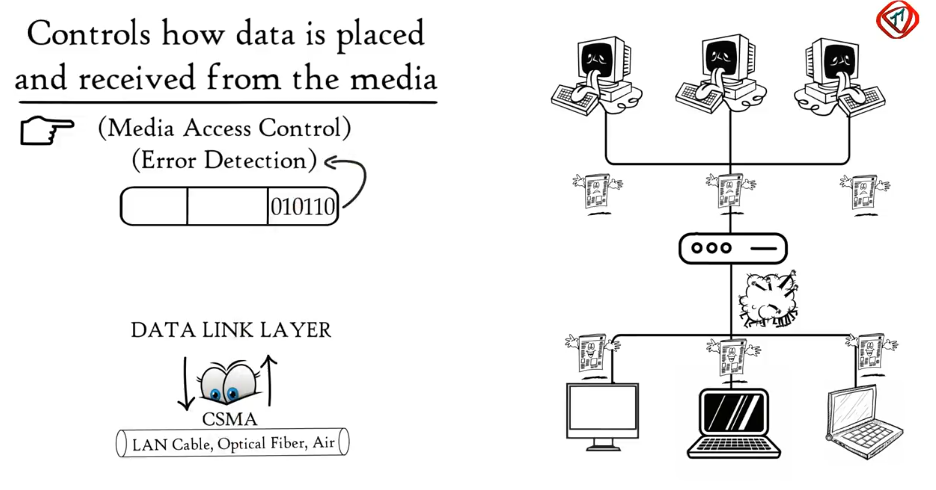 Controls how data is placed
and received from the media
(Media Access Control)
(Error Detection)
010110
DATA LINK LAYER
CSMA
LAN Cable, Optical Fiber, Air